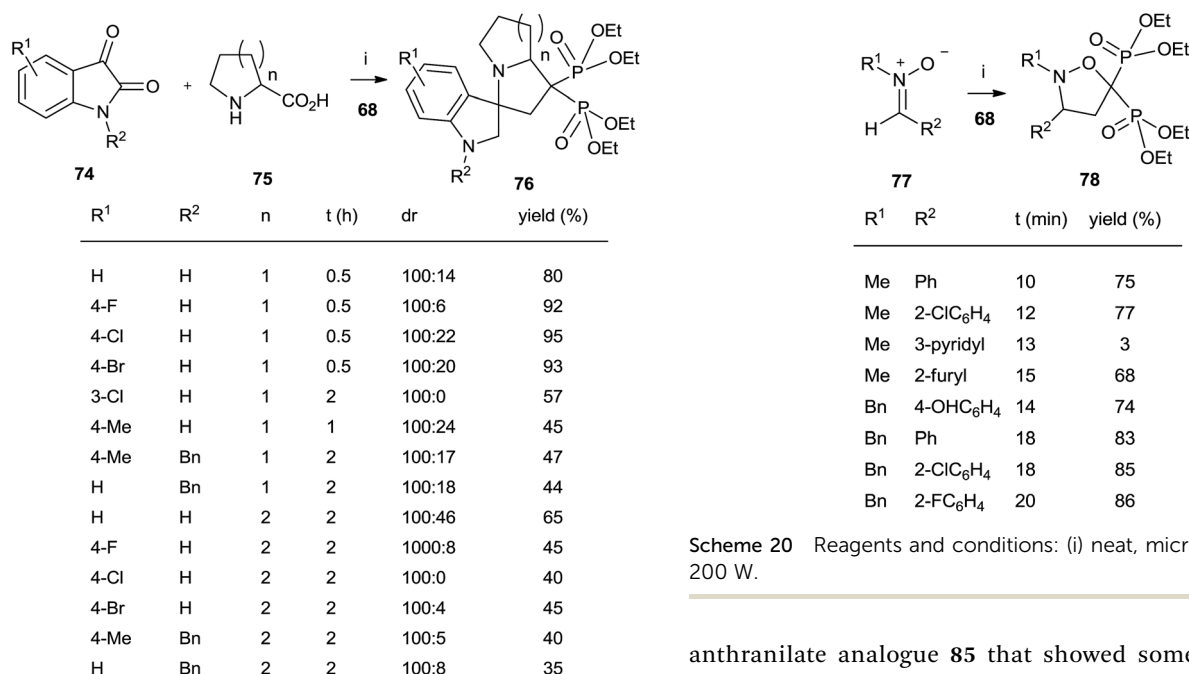 R¹
O
O
N
R²
74
+
( )
n
N
H
CO₂H
75
i
68
R¹
( )
n
N
O
P
OEt
OEt
P
O
OEt
OEt
N
R²
76
R¹ R² n t (h) dr yield (%)
H H 1 0.5 100:14 80
4-F H 1 0.5 100:6 92
4-Cl H 1 0.5 100:22 95
4-Br H 1 0.5 100:20 93
3-Cl H 1 2 100:0 57
4-Me H 1 1 100:24 45
4-Me Bn 1 2 100:17 47
H Bn 1 2 100:18 44
H H 2 2 100:46 65
4-F H 2 2 1000:8 45
4-Cl H 2 2 100:0 40
4-Br H 2 2 100:4 45
4-Me Bn 2 2 100:5 40
H Bn 2 2 100:8 35
R¹
+
N
O
−
H
R²
77
i
68
R¹
N
O
R²
O
P
OEt
OEt
O
P
OEt
OEt
78
R¹ R² t (min) yield (%)
Me Ph 10 75
Me 2-ClC₆H₄ 12 77
Me 3-pyridyl 13 3
Me 2-furyl 15 68
Bn 4-OHC₆H₄ 14 74
Bn Ph 18 83
Bn 2-ClC₆H₄ 18 85
Bn 2-FC₆H₄ 20 86
Scheme 20 Reagents and conditions: (i) neat, micr
200 W.
anthranilate analogue 85 that showed some